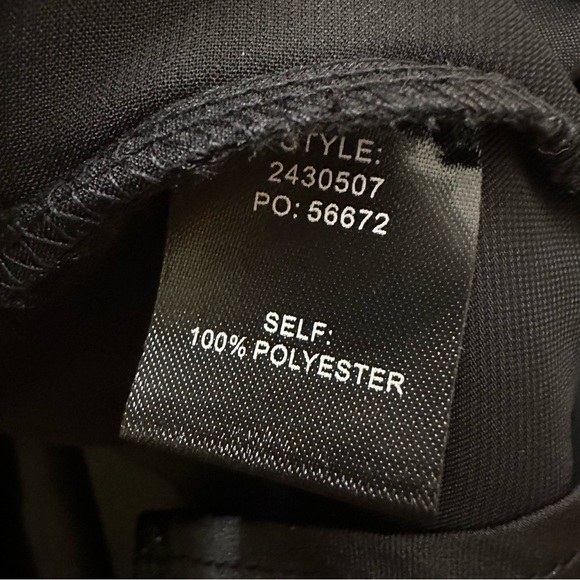 STYLE:
2430507
PO: 56672
SELF:
100% POLYESTER